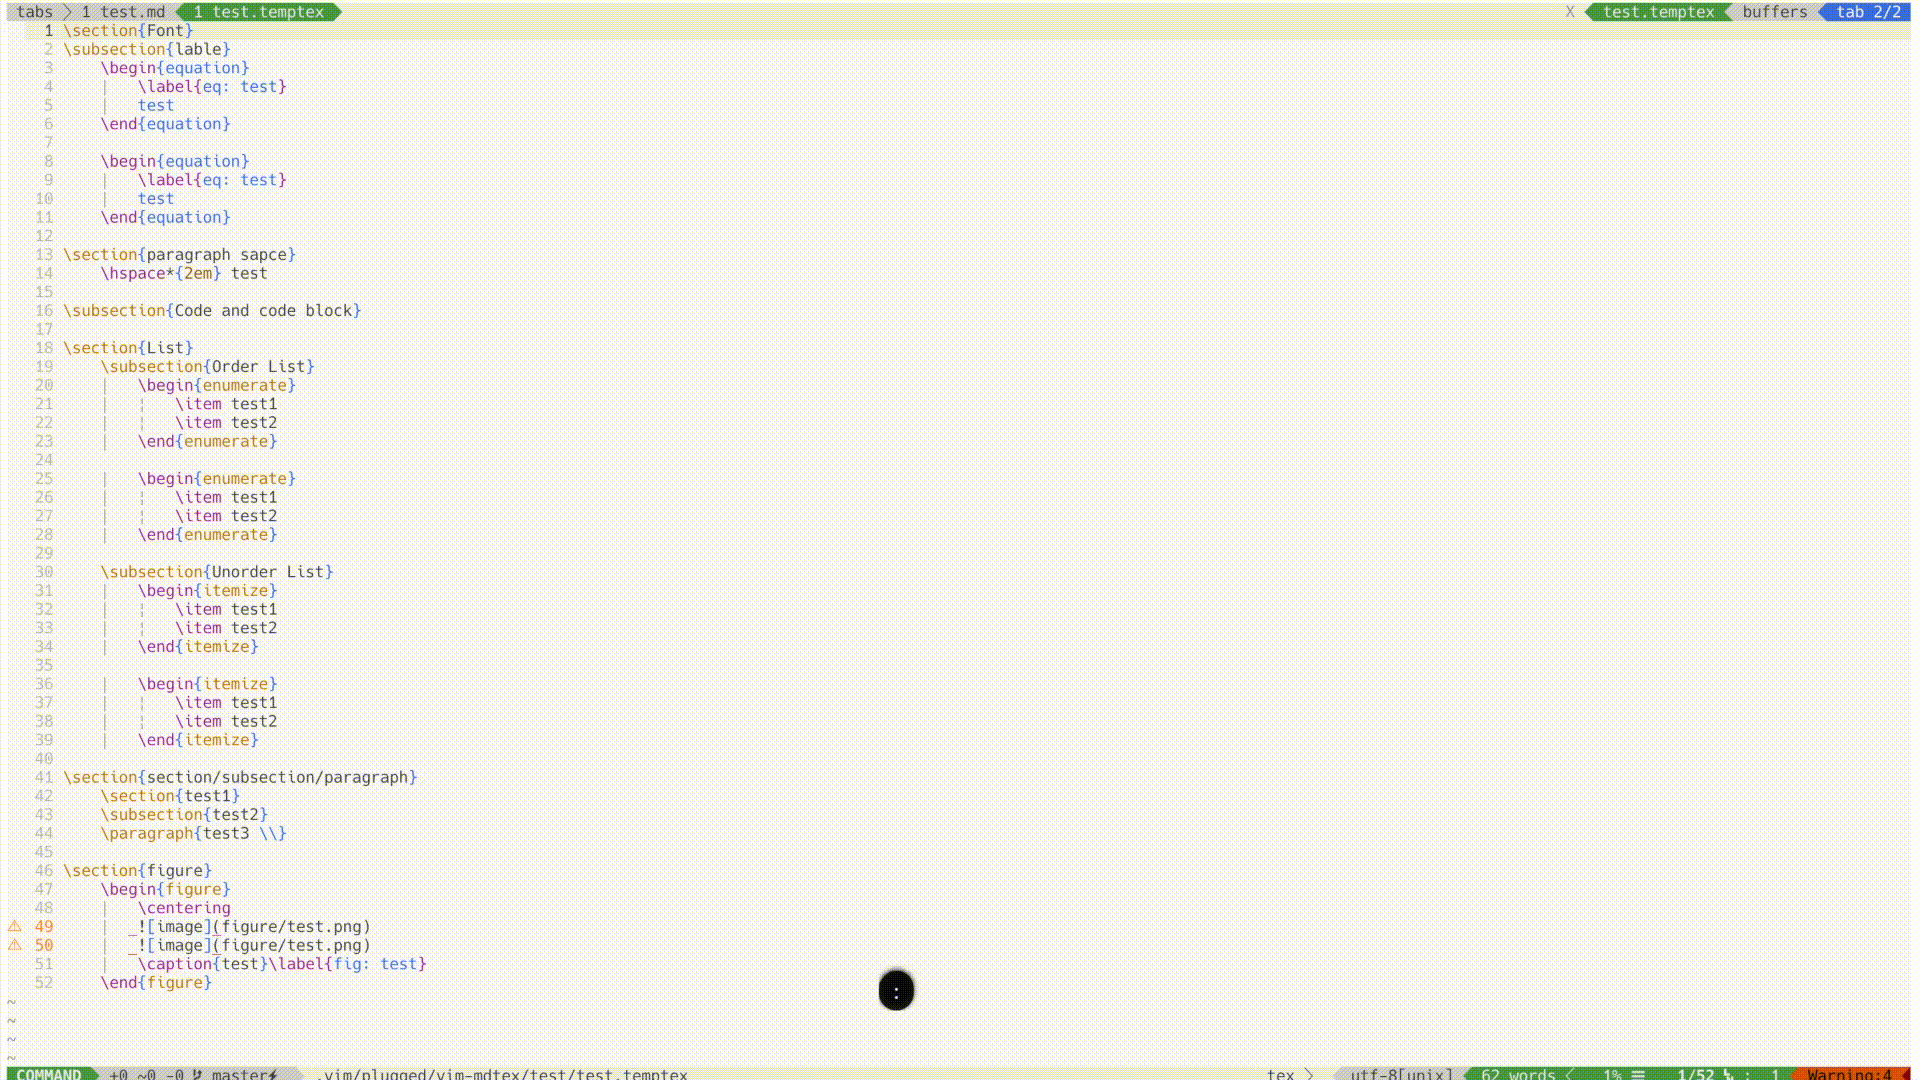 tabs 1 test.md 1 test.temptex X test.temptex buffers tab 2/2
1 \section{Font}
2 \subsection{lable}
3 \begin{equation}
4 | \label{eq: test}
5 | test
6 \end{equation}
7
8 \begin{equation}
9 | \label{eq: test}
10 | test
11 \end{equation}
12
13 \section{paragraph sapce}
14 \hspace*{2em} test
15
16 \subsection{Code and code block}
17
18 \section{List}
19 \subsection{Order List}
20 | \begin{enumerate}
21 | ¦ \item test1
22 | ¦ \item test2
23 | \end{enumerate}
24
25 | \begin{enumerate}
26 | ¦ \item test1
27 | ¦ \item test2
28 | \end{enumerate}
29
30 \subsection{Unorder List}
31 | \begin{itemize}
32 | ¦ \item test1
33 | ¦ \item test2
34 | \end{itemize}
35
36 | \begin{itemize}
37 | ¦ \item test1
38 | ¦ \item test2
39 | \end{itemize}
40
41 \section{section/subsection/paragraph}
42 \section{test1}
43 \subsection{test2}
44 \paragraph{test3 \\}
45
46 \section{figure}
47 \begin{figure}
48 | \centering
⚠ 49 | _![image](figure/test.png)
⚠ 50 | _![image](figure/test.png)
51 | \caption{test}\label{fig: test}
52 \end{figure}
:
~
~
~
~
COMMAND +0 ~0 -0 master⚡ .vim/plugged/vim-mdtex/test/test.temptex tex utf-8[unix] 62 words 1% ☰ 1/52 : 1 Warning:4